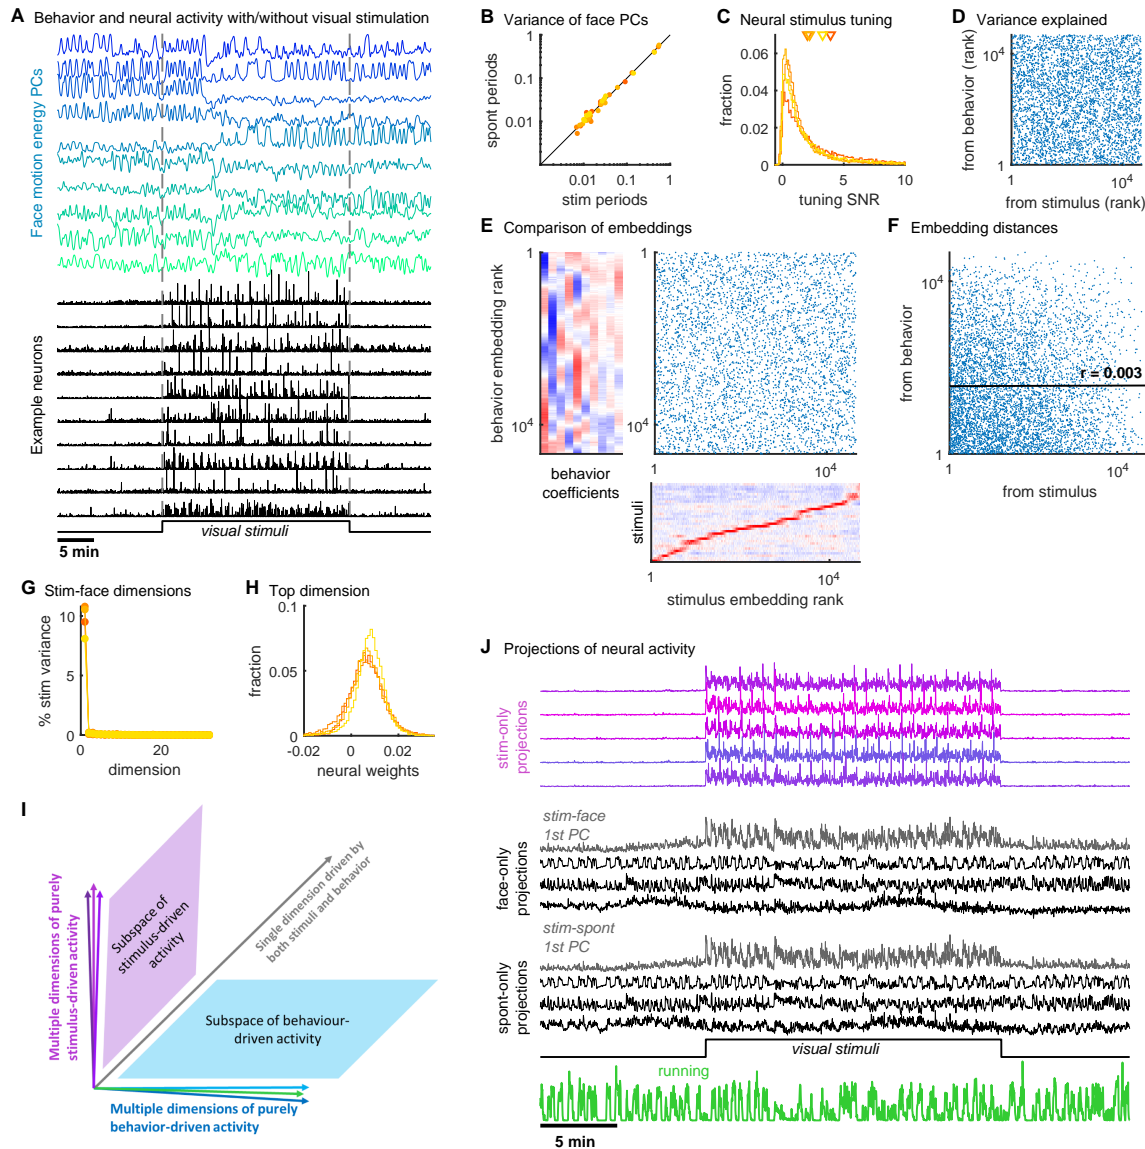 A Behavior and neural activity with/without visual stimulation
Face motion energy PCs
Example neurons
visual stimuli
5 min
B Variance of face PCs
1
0.1
0.01
spont periods
0.01 0.1 1
stim periods
C Neural stimulus tuning
0.06
0.04
0.02
0
fraction
0 5 10
tuning SNR
D Variance explained
10^4
1
from behavior (rank)
1 10^4
from stimulus (rank)
E Comparison of embeddings
1
10^4
behavior embedding rank
behavior
coefficients
1
10^4
1 10^4
stimuli
1 10^4
stimulus embedding rank
F Embedding distances
10^4
1
from behavior
r = 0.003
1 10^4
from stimulus
G Stim-face dimensions
10
5
0
% stim variance
0 20
dimension
H Top dimension
0.1
0.05
0
fraction
-0.02 0 0.02
neural weights
I
Multiple dimensions of purely
stimulus-driven activity
Subspace of
stimulus-driven
activity
Single dimension driven by
both stimuli and behavior
Subspace of behaviour-
driven activity
Multiple dimensions of purely
behavior-driven activity
J Projections of neural activity
stim-only
projections
stim-face
1st PC
face-only
projections
stim-spont
1st PC
spont-only
projections
visual stimuli
running
5 min